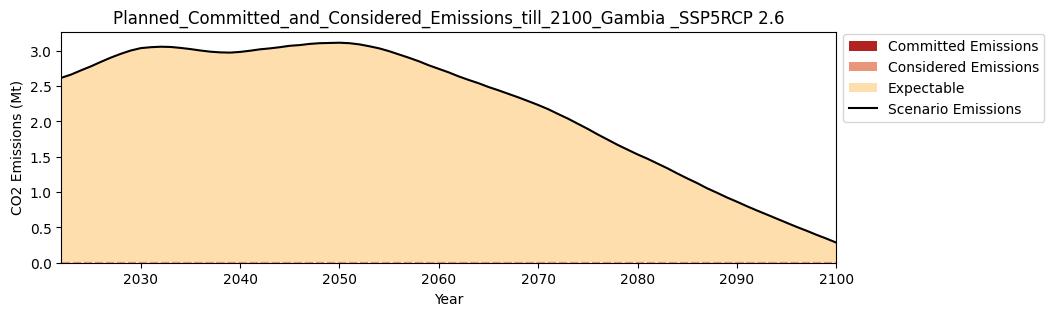 Planned_Committed_and_Considered_Emissions_till_2100_Gambia _SSP5RCP 2.6
CO2 Emissions (Mt)
3.0
2.5
2.0
1.5
1.0
0.5
0.0
2030 2040 2050 2060 2070 2080 2090 2100
Year
Committed Emissions
Considered Emissions
Expectable
Scenario Emissions